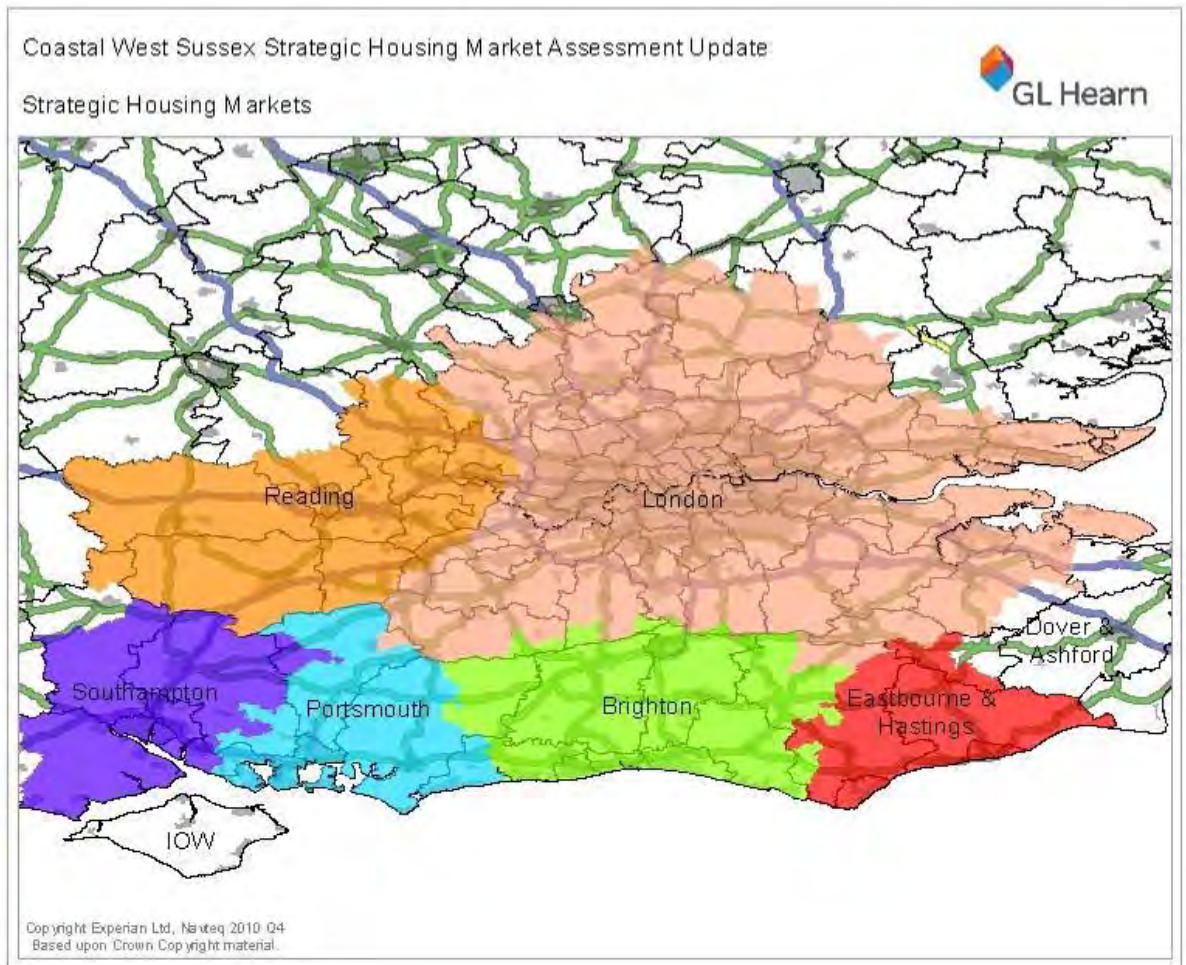 Coastal West Sussex Strategic Housing Market Assessment Update
GL Hearn
Strategic Housing Markets
Reading
London
Dover &
Ashford
Southampton
Portsmouth
Brighton
Eastbourne &
Hastings
IOW
Copyright Experian Ltd, Navteq 2010 Q4
Based upon Crown Copyright material.